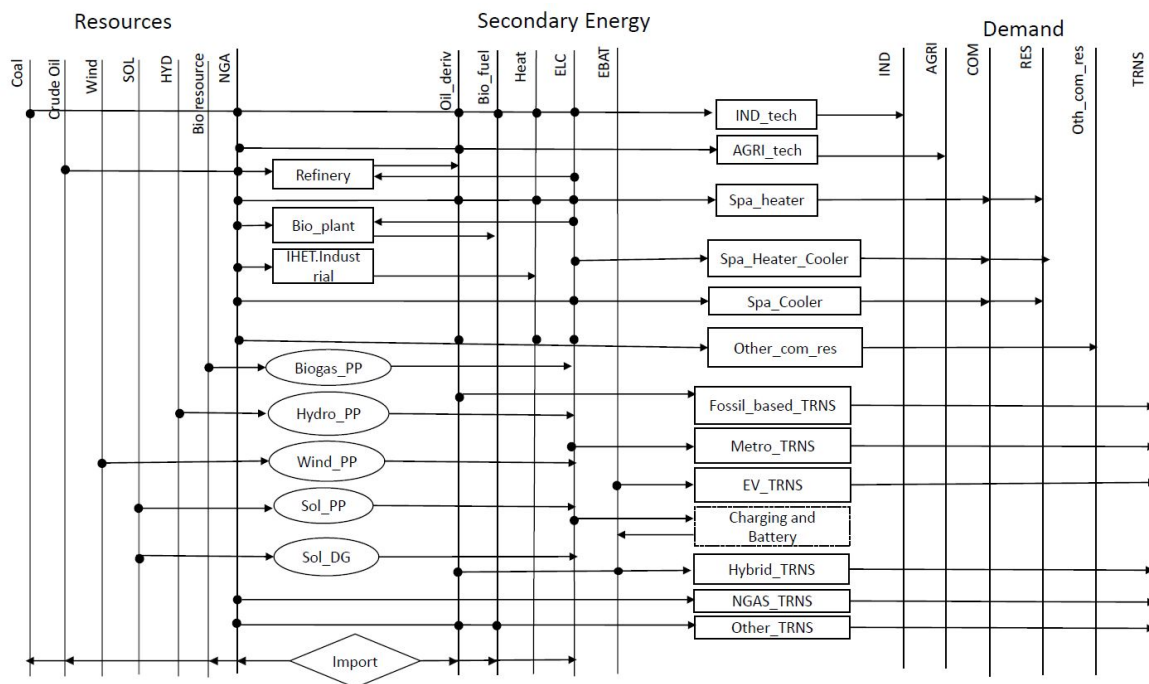 Resources
Secondary Energy
Demand
Coal
Crude Oil
Wind
SOL
HYD
Bio resource
NGA
Oil_deriv
Bio_fuel
Heat
ELC
EBAT
IND
AGRI
COM
RES
Oth_com_res
TRNS
IND_tech
AGRI_tech
Refinery
Spa_heater
Bio_plant
IHET.Indust
rial
Spa_Heater_Cooler
Spa_Cooler
Other_com_res
Biogas_PP
Fossil_based_TRNS
Hydro_PP
Metro_TRNS
Wind_PP
EV_TRNS
Sol_PP
Charging and
Battery
Sol_DG
Hybrid_TRNS
NGAS_TRNS
Other_TRNS
Import